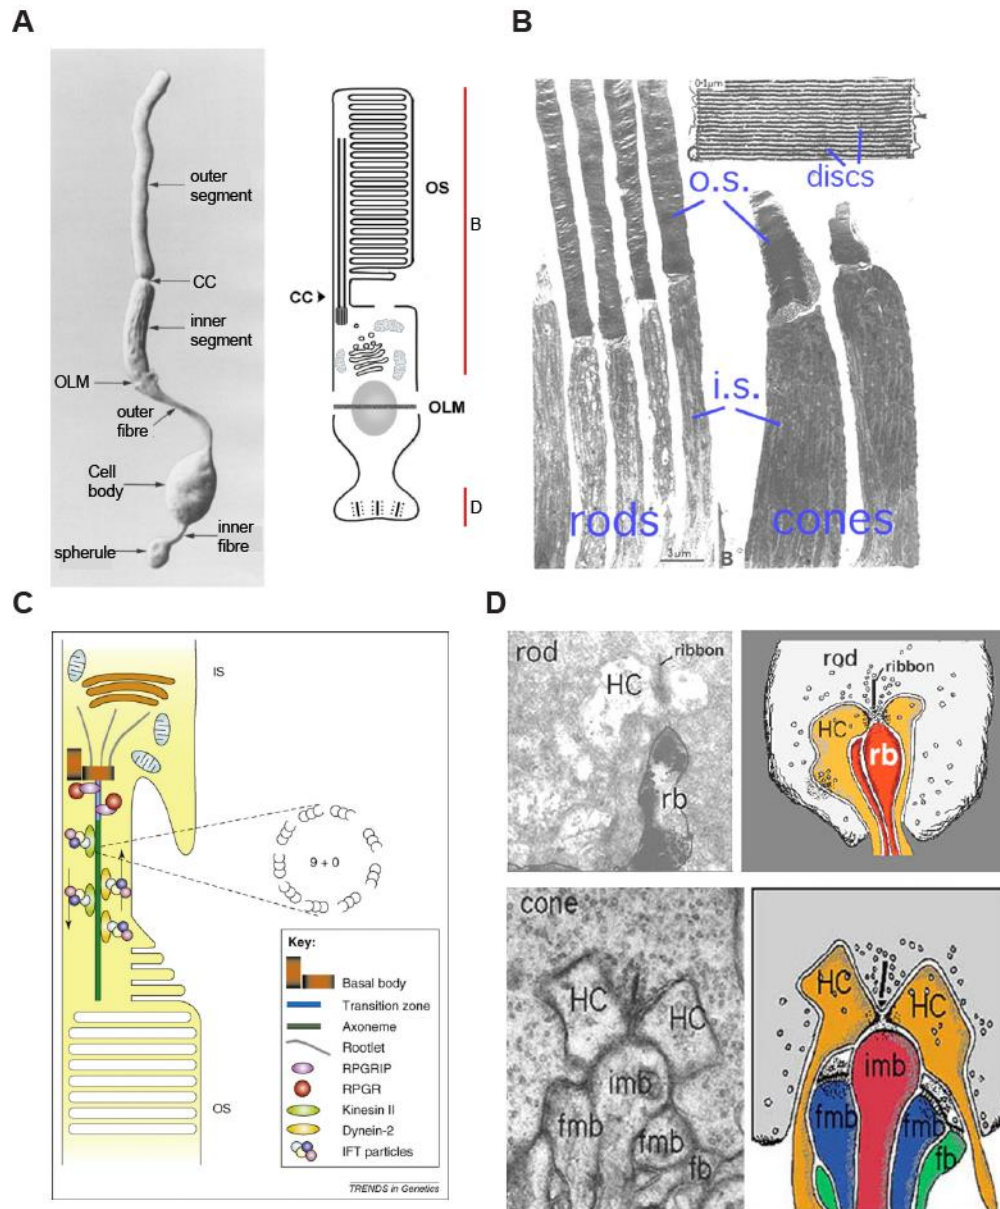 A
outer
segment
CC
inner
segment
OLM
outer
fibre
Cell
body
inner
fibre
spherule
OS
B
CC
OLM
D
B
0·1µm
discs
o.s.
i.s.
rods
cones
3µm
B
C
IS
9 + 0
OS
Key:
Basal body
Transition zone
Axoneme
Rootlet
RPGRIP
RPGR
Kinesin II
Dynein-2
IFT particles
TRENDS in Genetics
D
rod
ribbon
HC
rb
rod
ribbon
HC
rb
cone
HC
HC
imb
fmb
fmb
fb
HC
HC
imb
fmb
fmb
fb